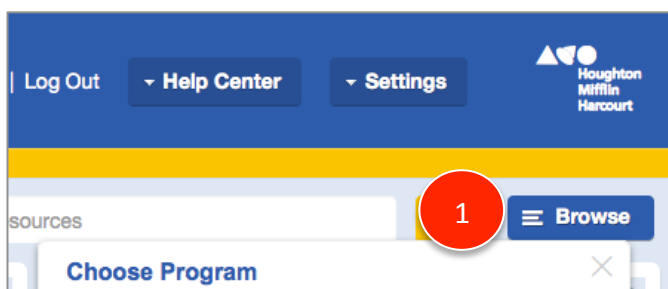 | Log Out
Help Center
Settings
Houghton
Mifflin
Harcourt
sources
1
Browse
Choose Program